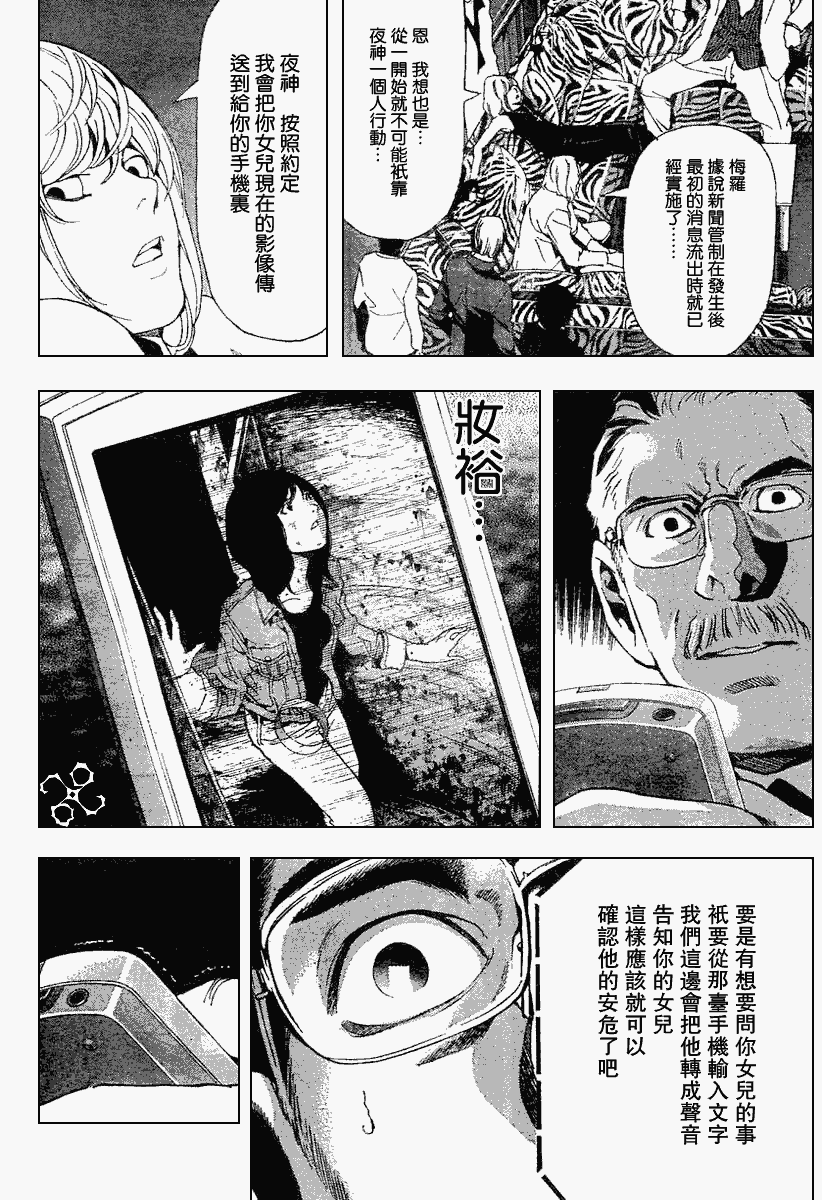 梅羅
據說新聞管制在發生後
最初的消息流出時就已
經實施了……
恩 我想也是…
從一開始就不可能衹靠
夜神一個人行動…
夜神 按照約定
我會把你女兒現在的影像傳
送到給你的手機裏
妝裕…
要是有想要問你女兒的事
衹要從那臺手機輸入文字
我們這邊會把他轉成聲音
告知你的女兒
這樣應該就可以
確認他的安危了吧